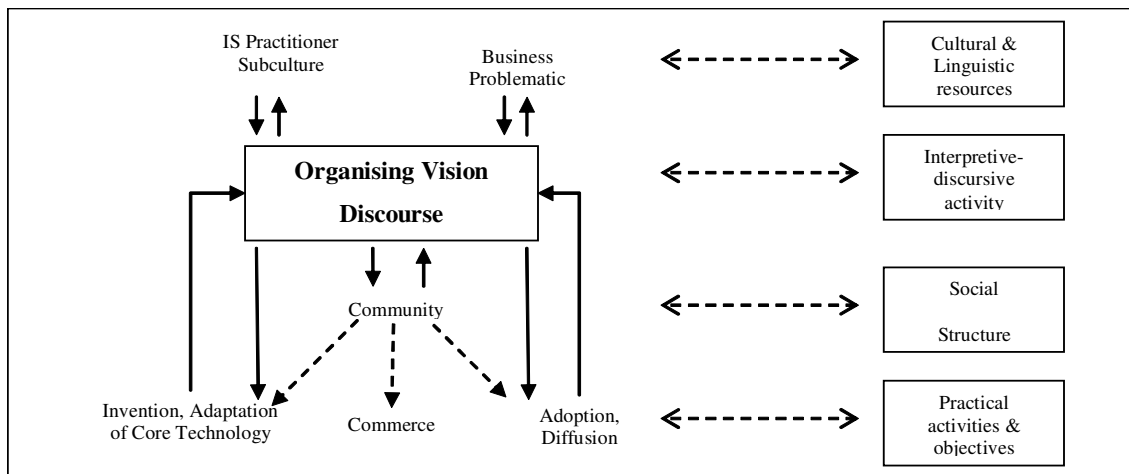 IS Practitioner
Subculture
Business
Problematic
Cultural &
Linguistic
resources
Organising Vision
Discourse
Interpretive-
discursive
activity
Community
Social
Structure
Invention, Adaptation
of Core Technology
Commerce
Adoption,
Diffusion
Practical
activities &
objectives